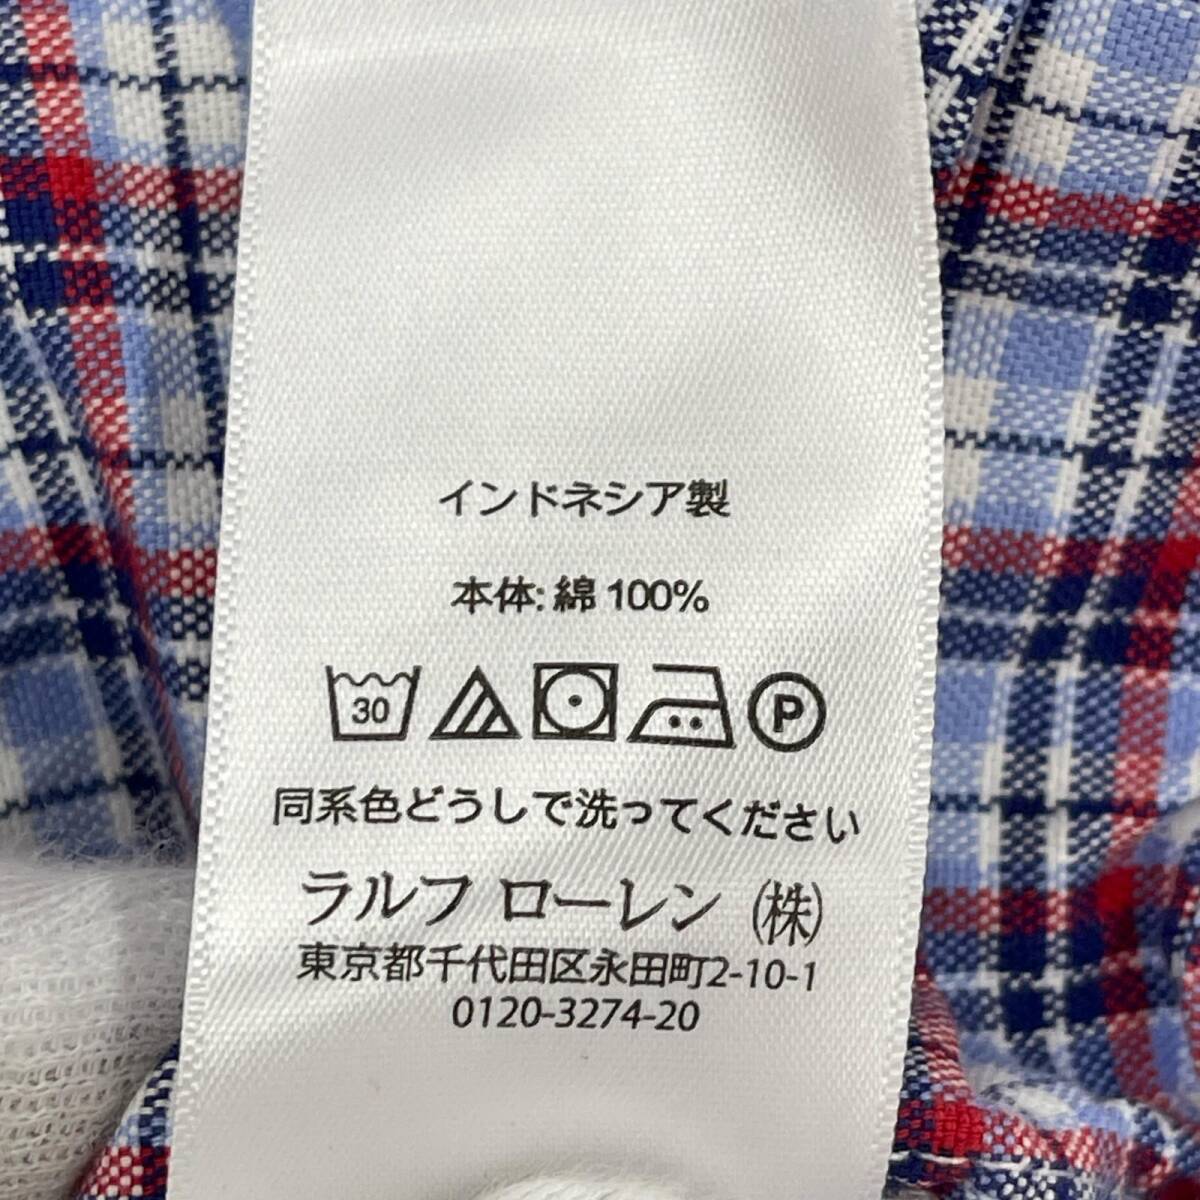 インドネシア製
本体: 綿 100%
30 P
同系色どうしで洗ってください
ラルフ ローレン (株)
東京都千代田区永田町2-10-1
0120-3274-20